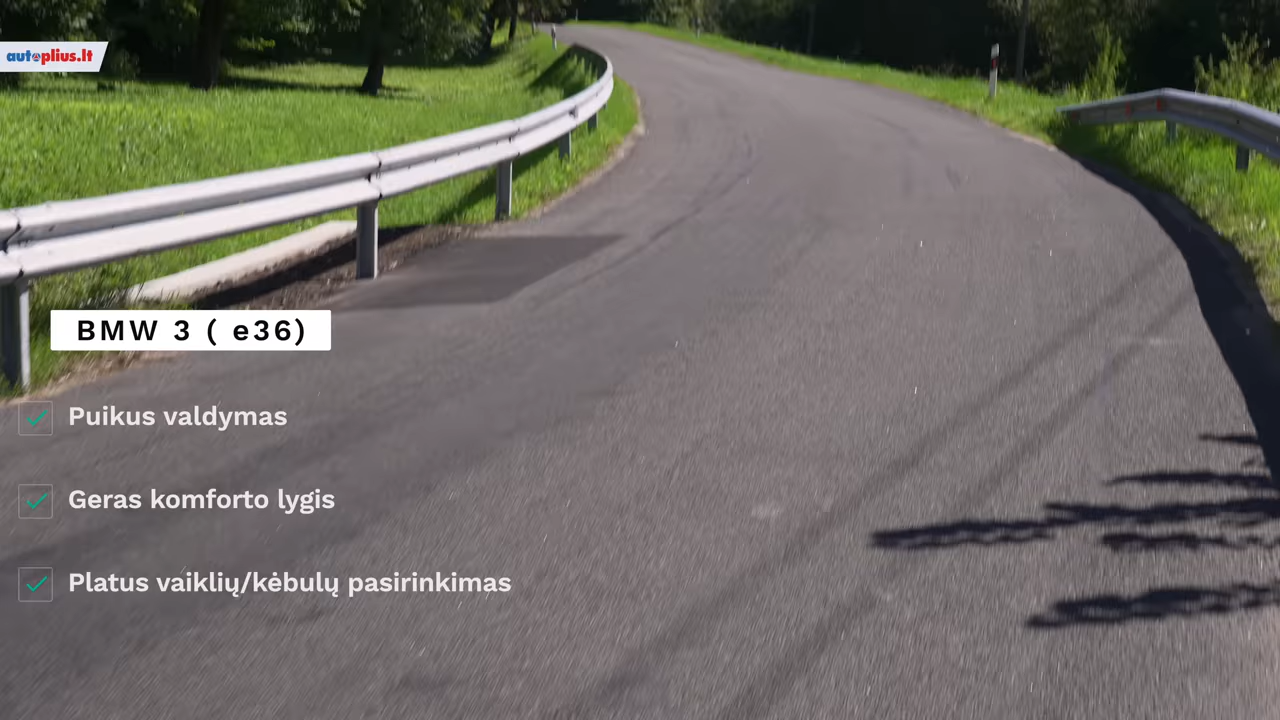 autoplius.lt
BMW 3 ( e36)
Puikus valdymas
Geras komforto lygis
Platus vaiklių/kėbulų pasirinkimas